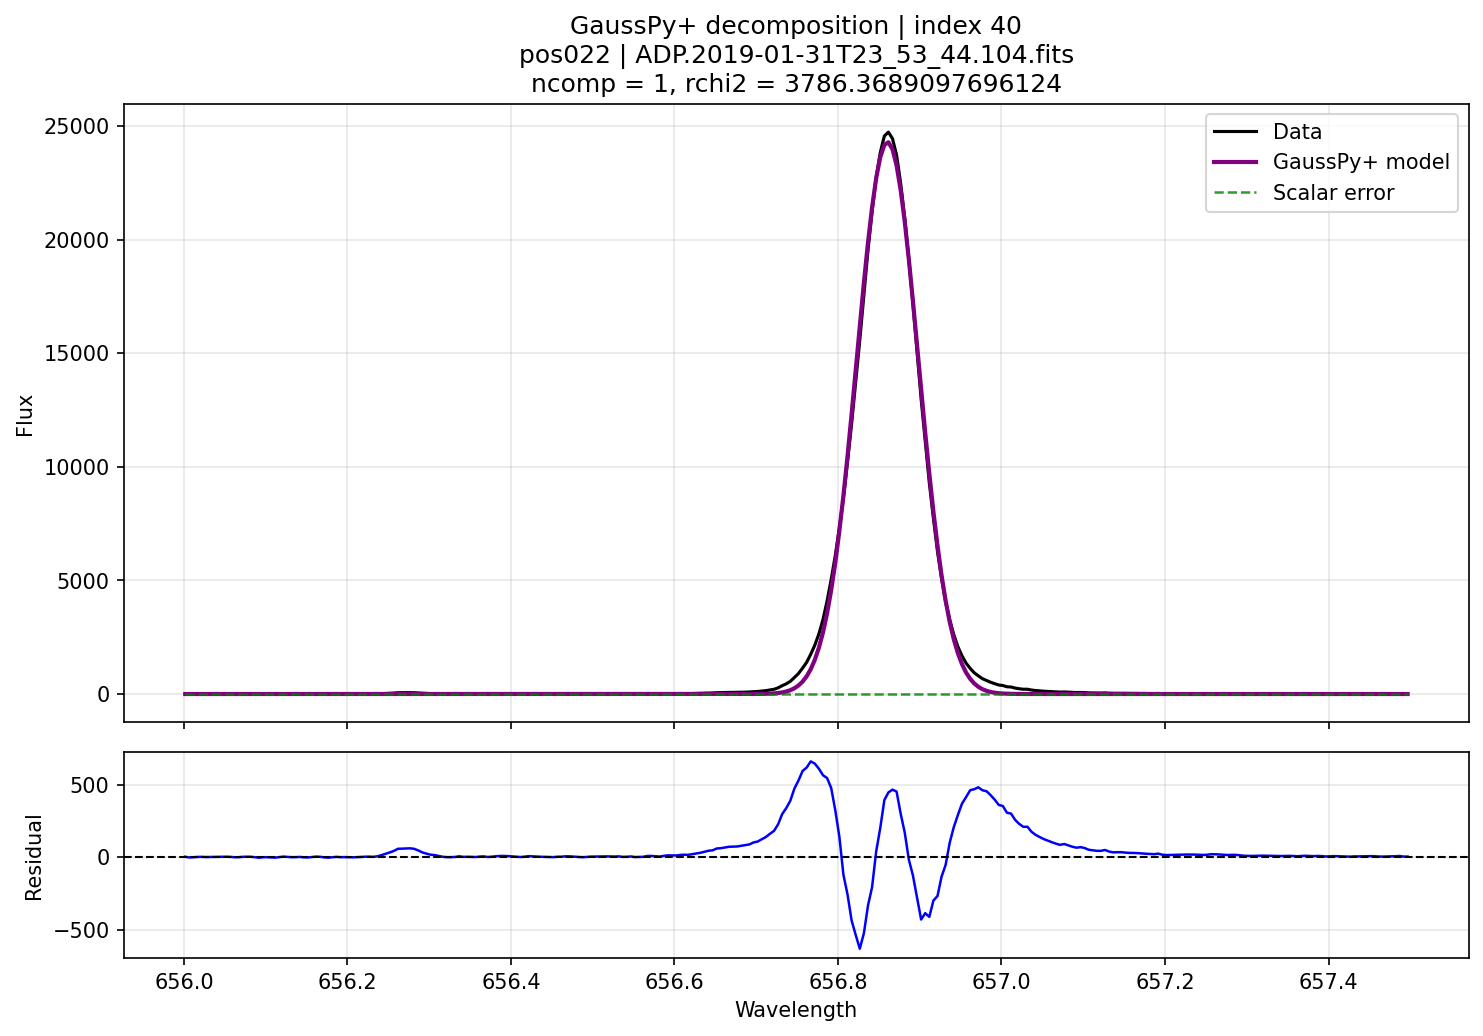 GaussPy+ decomposition | index 40
pos022 | ADP.2019-01-31T23_53_44.104.fits
ncomp = 1, rchi2 = 3786.3689097696124
Data
GaussPy+ model
Scalar error
25000
20000
15000
10000
5000
0
Flux
500
0
−500
Residual
656.0 656.2 656.4 656.6 656.8 657.0 657.2 657.4
Wavelength